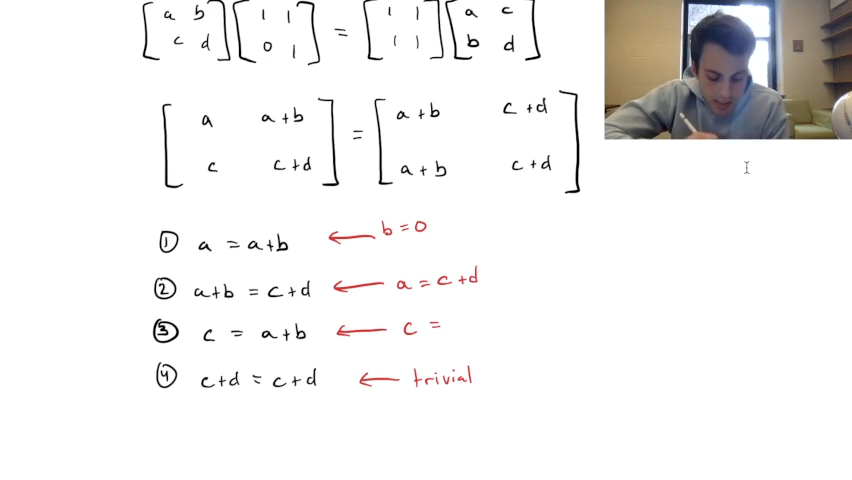 [a b c d] [1 1 0 1] = [1 1 1 1] [a c b d]
[a a+b c c+d] = [a+b c+d a+b c+d]
① a = a+b ← b = 0
② a+b = c+d ← a = c+d
③ c = a+b ← c =
④ c+d = c+d ← trivial